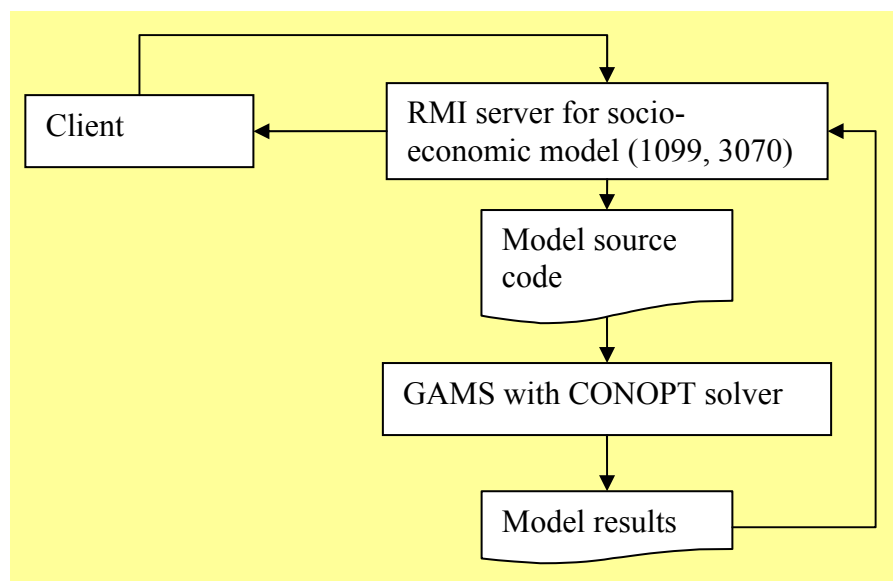 Client
RMI server for socio-
economic model (1099, 3070)
Model source
code
GAMS with CONOPT solver
Model results